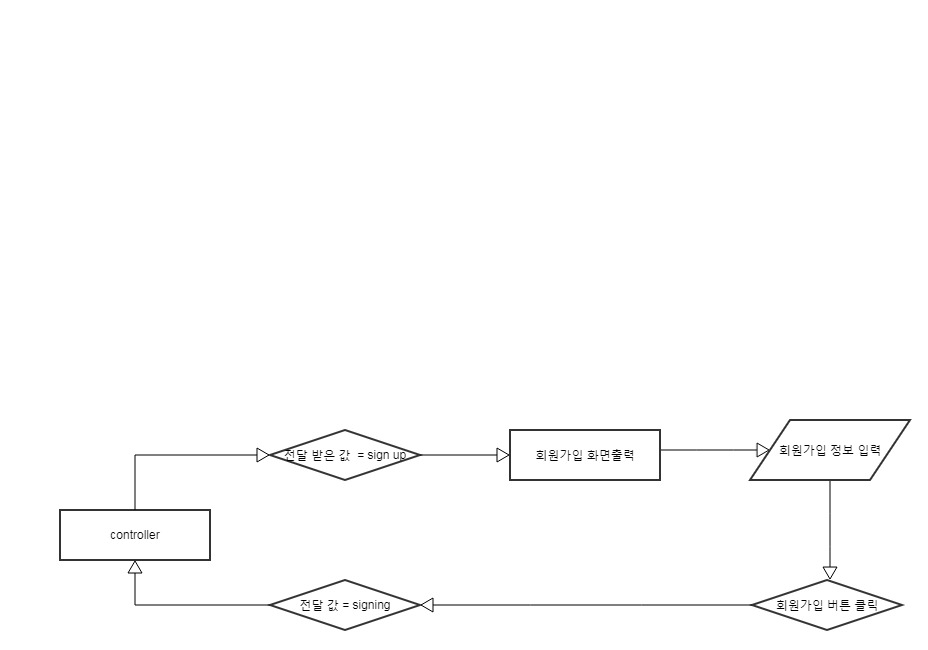 전달 받은 값 = sign up
회원가입 화면출력
회원가입 정보 입력
controller
전달 값 = signing
회원가입 버튼 클릭